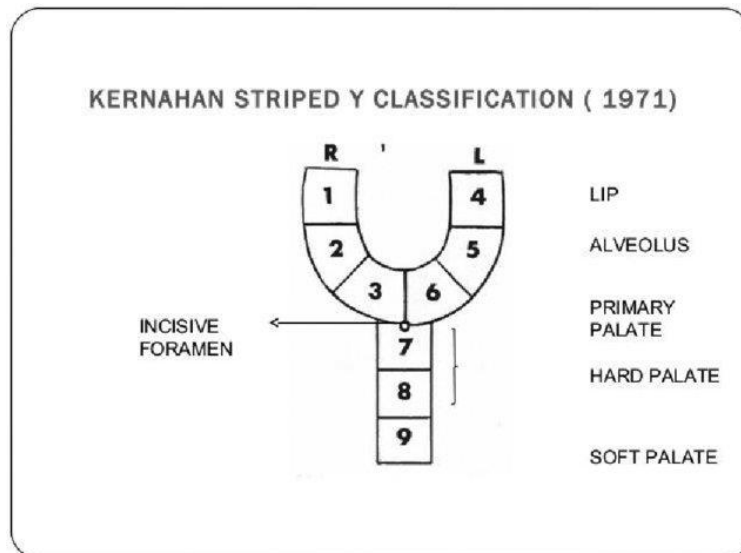 KERNAHAN STRIPED Y CLASSIFICATION ( 1971)
R ' L
1 4 LIP
2 5 ALVEOLUS
3 6 PRIMARY
PALATE
INCISIVE
FORAMEN
7
HARD PALATE
8
9
SOFT PALATE